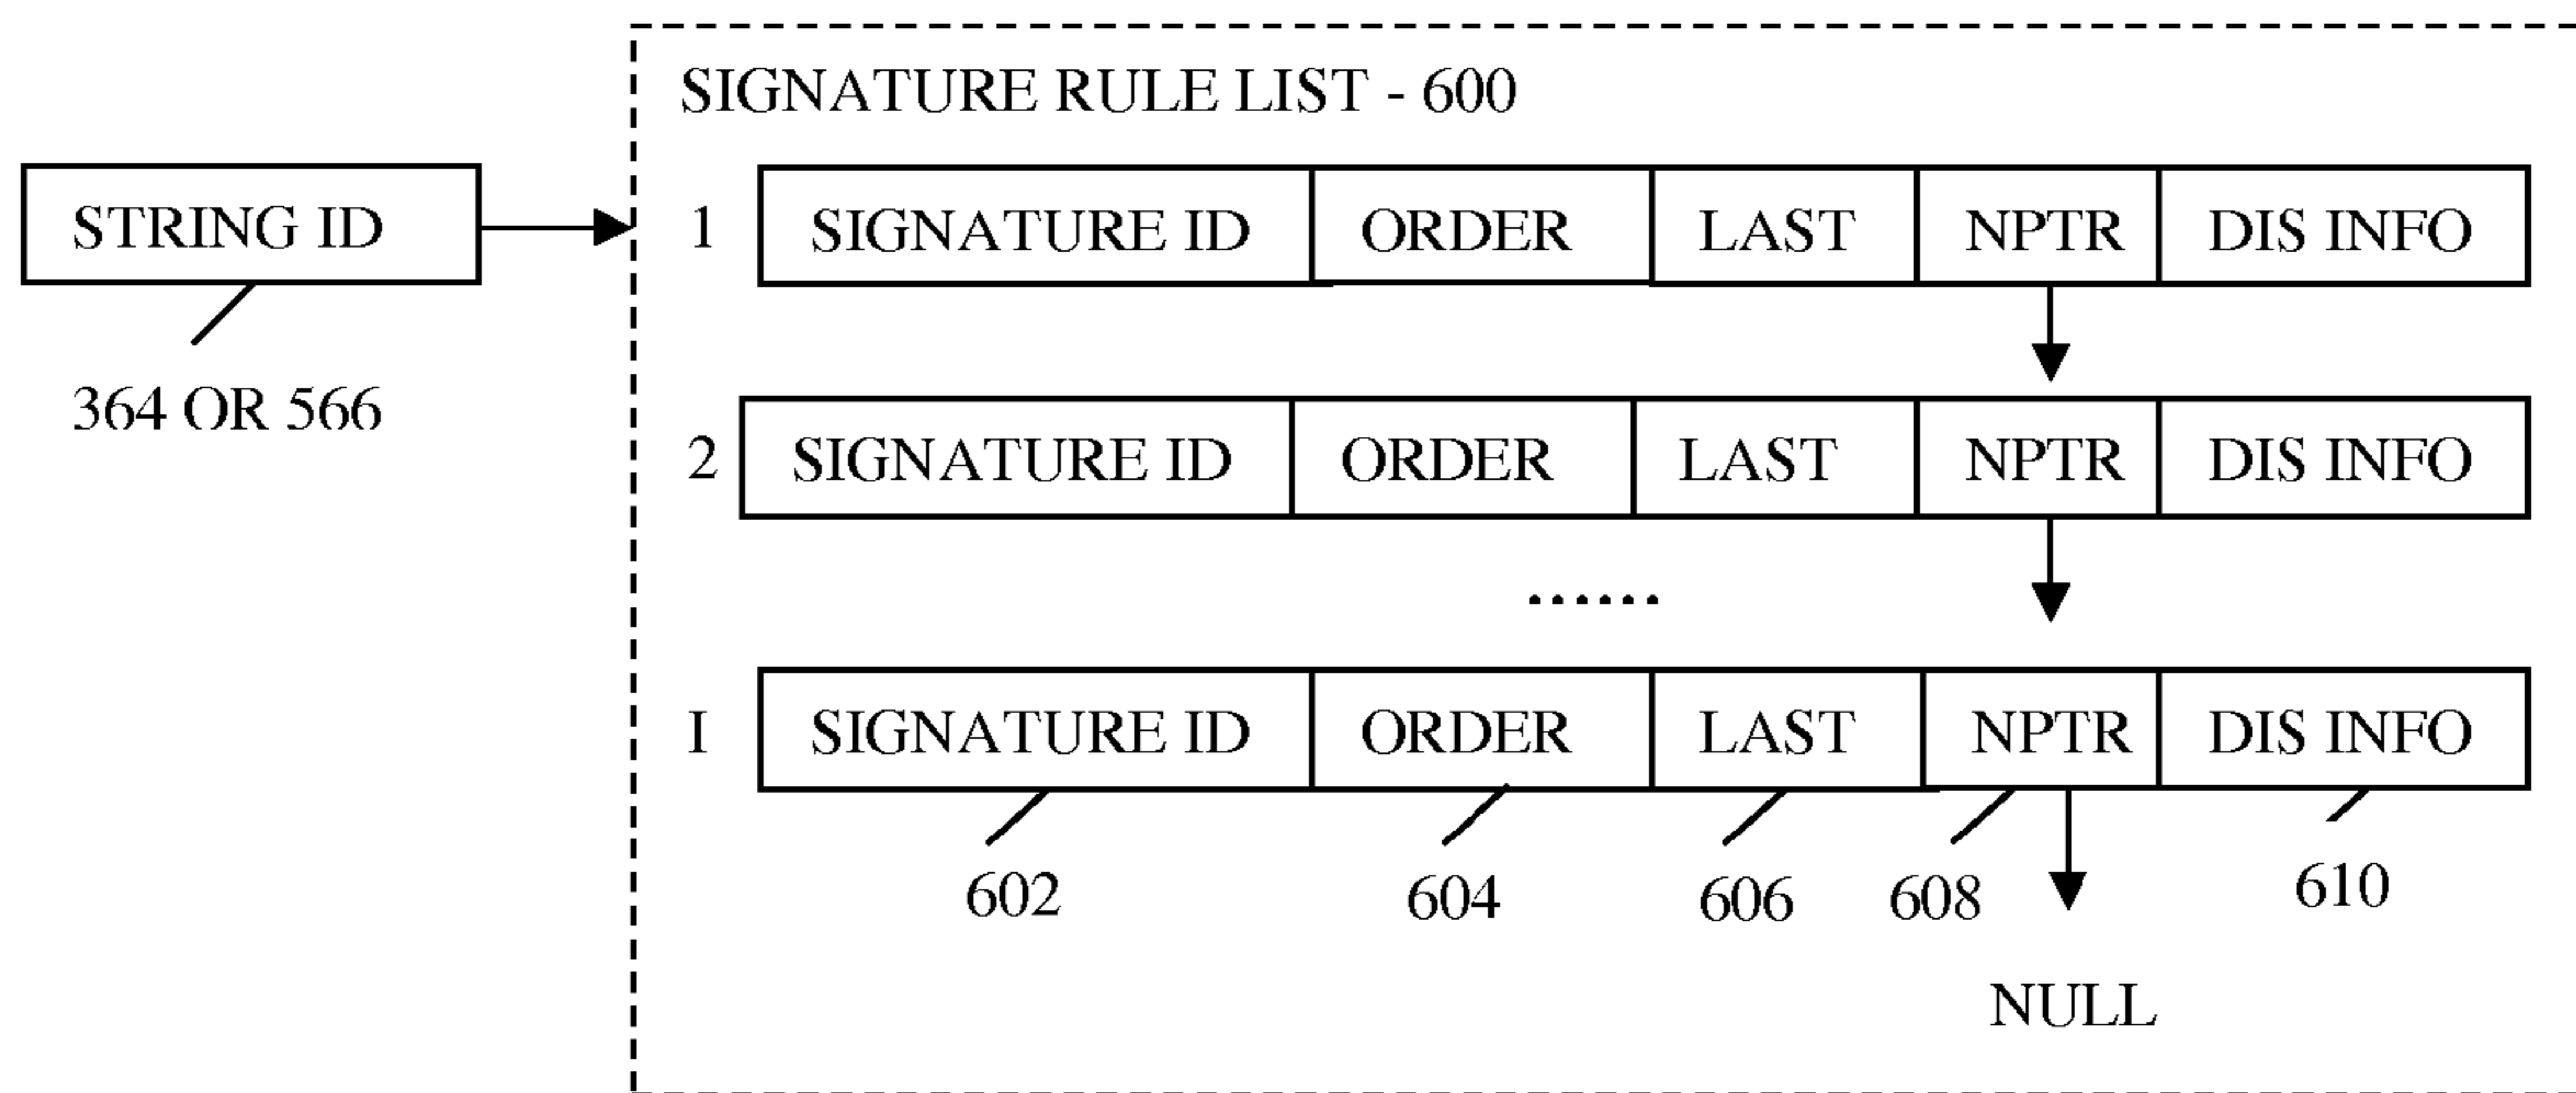 SIGNATURE RULE LIST - 600
STRING ID
364 OR 566
1 SIGNATURE ID ORDER LAST NPTR DIS INFO
2 SIGNATURE ID ORDER LAST NPTR DIS INFO
......
I SIGNATURE ID ORDER LAST NPTR DIS INFO
602 604 606 608 610
NULL